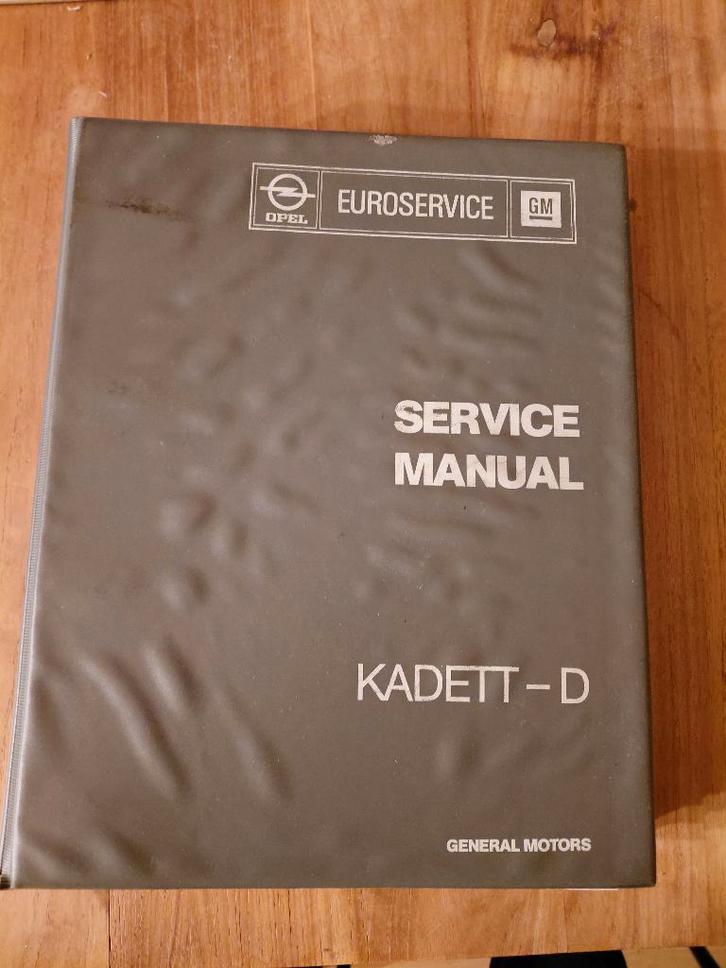 OPEL
EUROSERVICE
GM
SERVICE
MANUAL
KADETT – D
GENERAL MOTORS